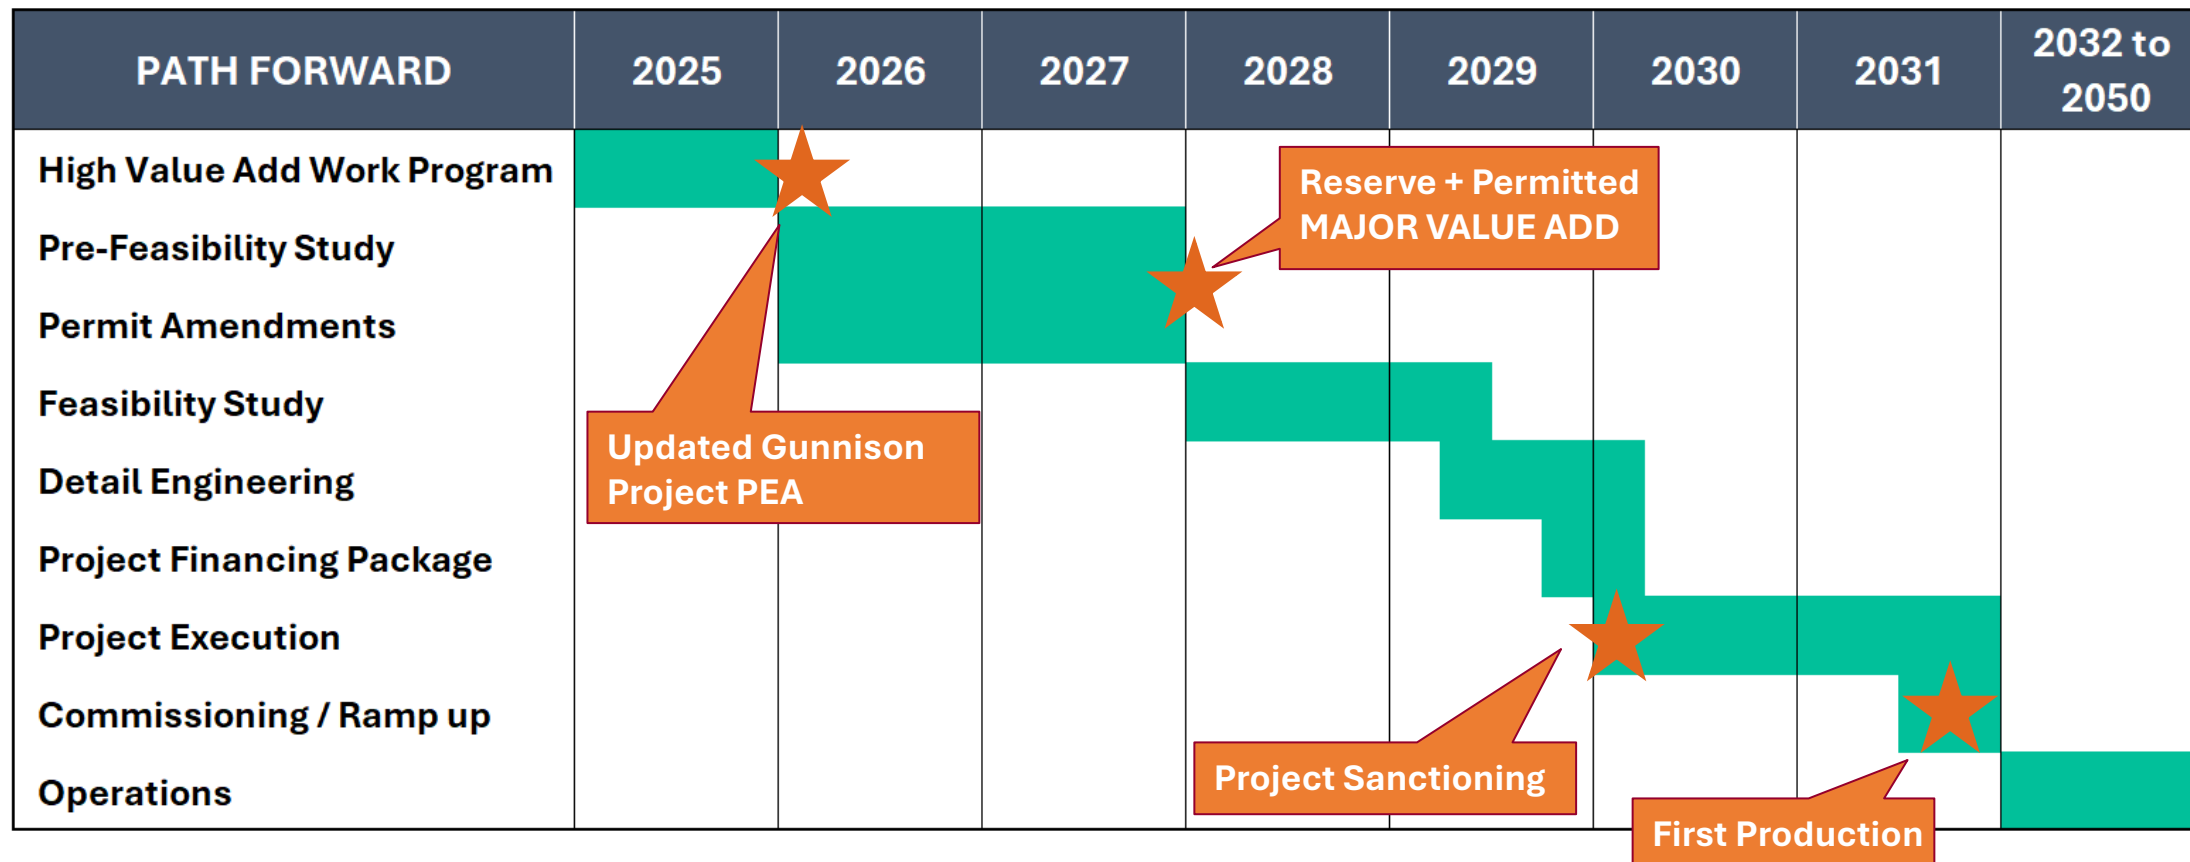 PATH FORWARD
2025
2026
2027
2028
2029
2030
2031
2032 to
2050
High Value Add Work Program
Pre-Feasibility Study
Permit Amendments
Feasibility Study
Detail Engineering
Project Financing Package
Project Execution
Commissioning / Ramp up
Operations
Reserve + Permitted
MAJOR VALUE ADD
Updated Gunnison
Project PEA
Project Sanctioning
First Production